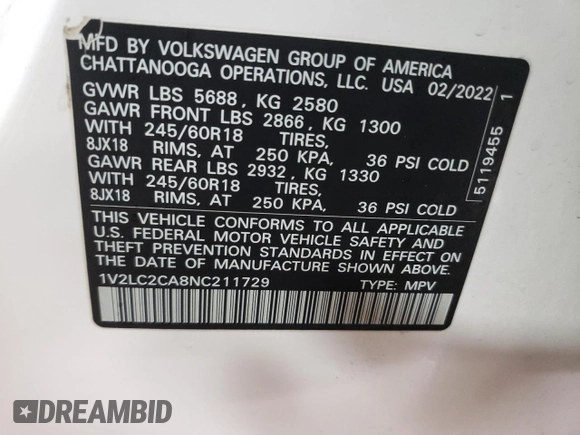 MFD BY VOLKSWAGEN GROUP OF AMERICA
CHATTANOOGA OPERATIONS, LLC. USA 02/2022
GVWR LBS 5688, KG 2580
GAWR FRONT LBS 2866, KG 1300
WITH 245/60R18 TIRES,
8JX18 RIMS, AT 250 KPA, 36 PSI COLD
GAWR REAR LBS 2932, KG 1330
WITH 245/60R18 TIRES,
8JX18 RIMS, AT 250 KPA, 36 PSI COLD
THIS VEHICLE CONFORMS TO ALL APPLICABLE
U.S. FEDERAL MOTOR VEHICLE SAFETY AND
THEFT PREVENTION STANDARDS IN EFFECT ON
THE DATE OF MANUFACTURE SHOWN ABOVE.
1V2LC2CA8NC211729 TYPE: MPV
5119455 1
DREAMBID